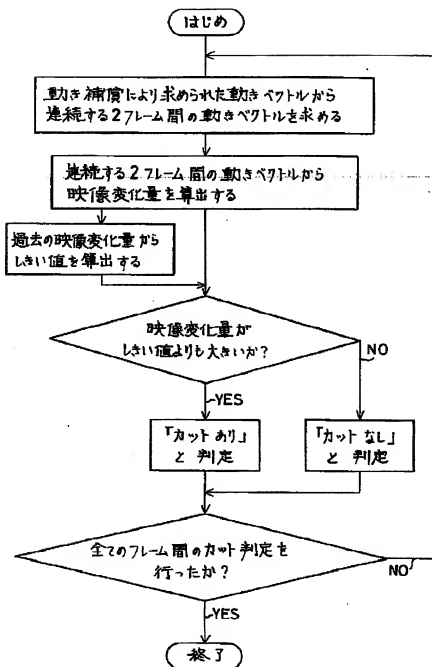 はじめ
動き補償により求められた動きベクトルから
連続する2フレーム間の動きベクトルを求める
連続する2フレーム間の動きベクトルから
映像変化量を算出する
過去の映像変化量から
しきい値を算出する
映像変化量が
しきい値よりも大きいか?
NO
YES
「カットあり」
と判定
「カットなし」
と判定
全てのフレーム間のカット判定を
行ったか?
NO
YES
終了